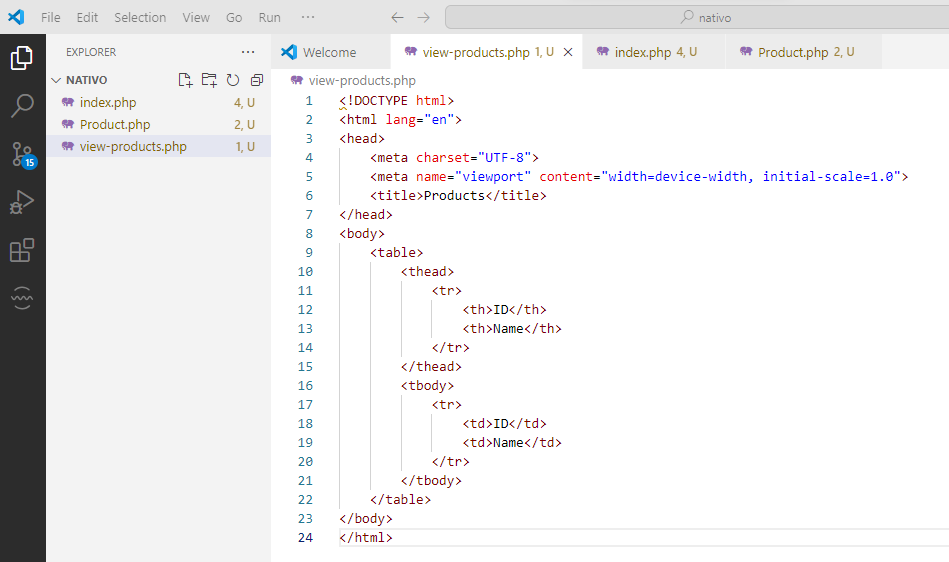 File Edit Selection View Go Run ··· nativo
EXPLORER ···
Welcome view-products.php 1, U index.php 4, U Product.php 2, U
NATIVO
index.php 4, U
Product.php 2, U
view-products.php 1, U
15
view-products.php
1 <!DOCTYPE html>
2 <html lang="en">
3 <head>
4 <meta charset="UTF-8">
5 <meta name="viewport" content="width=device-width, initial-scale=1.0">
6 <title>Products</title>
7 </head>
8 <body>
9 <table>
10 <thead>
11 <tr>
12 <th>ID</th>
13 <th>Name</th>
14 </tr>
15 </thead>
16 <tbody>
17 <tr>
18 <td>ID</td>
19 <td>Name</td>
20 </tr>
21 </tbody>
22 </table>
23 </body>
24 </html>